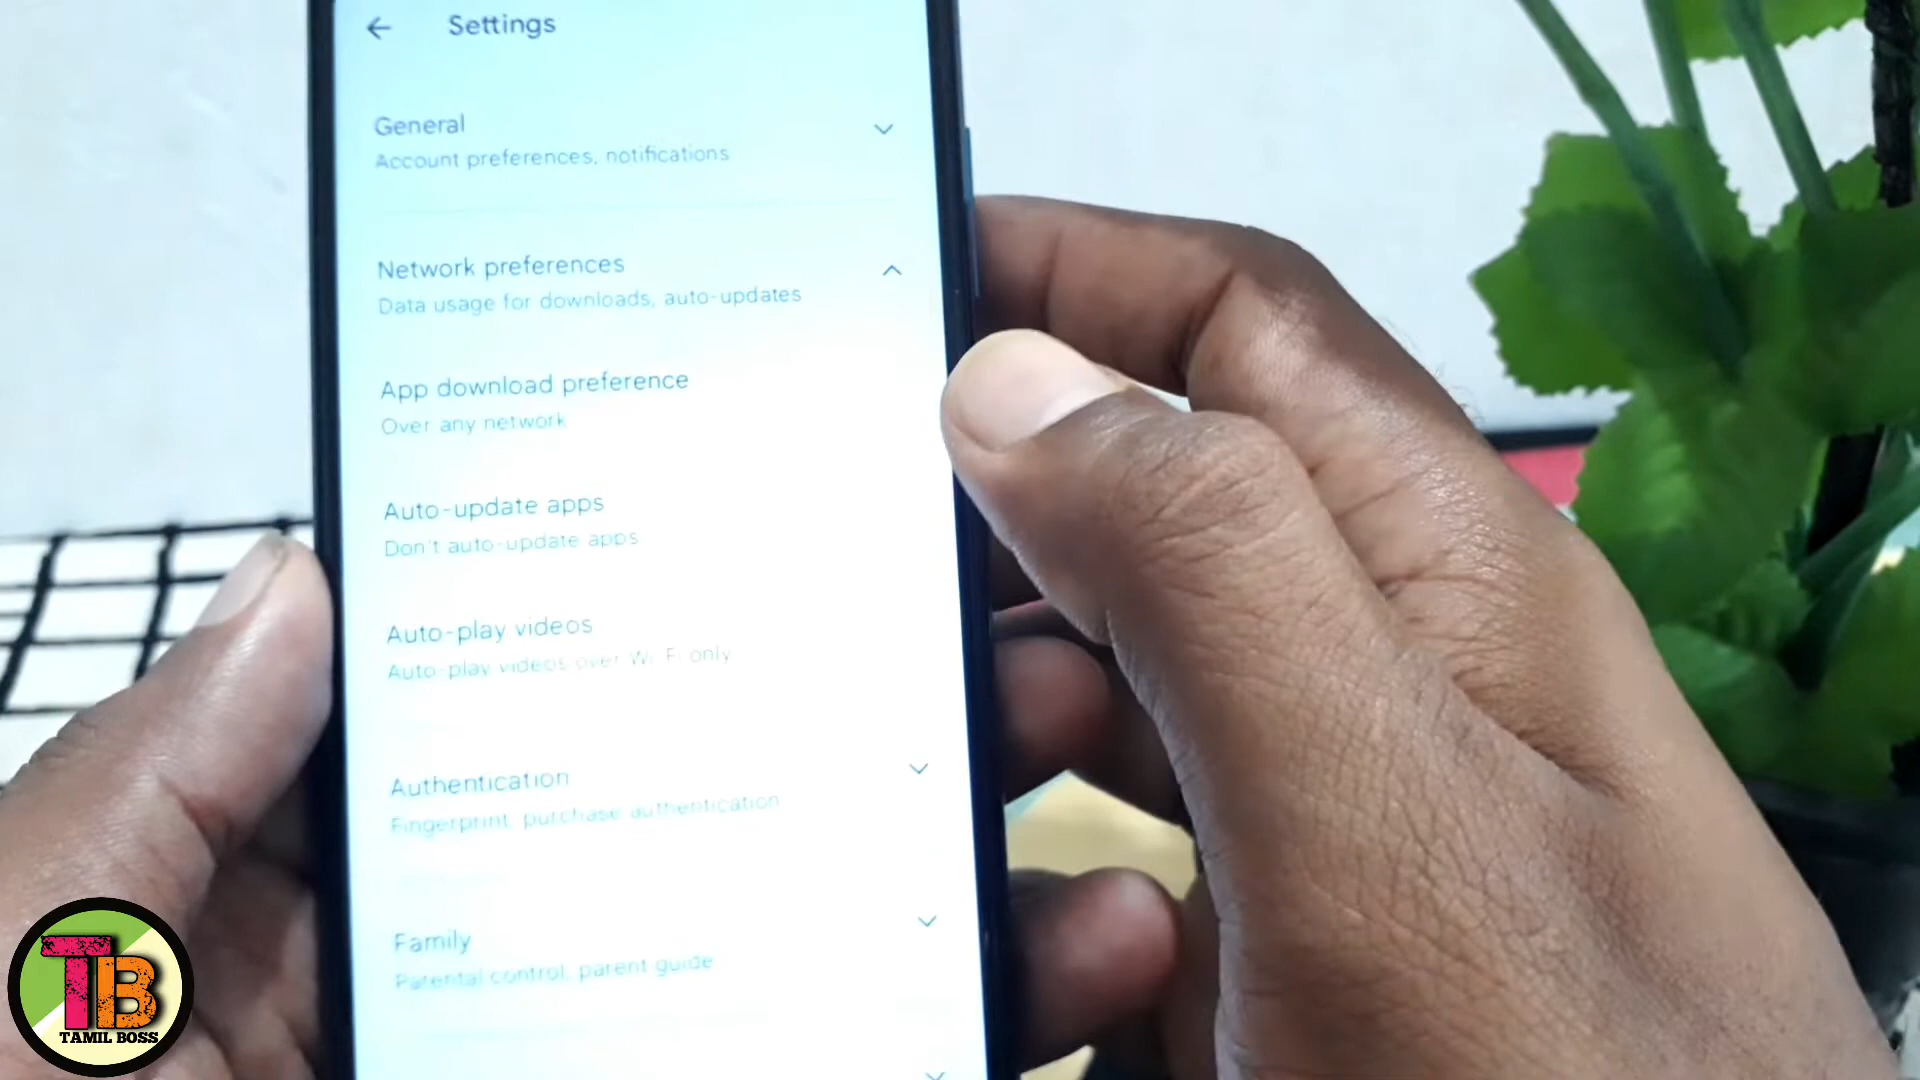 Settings
General
Account preferences, notifications
Network preferences
Data usage for downloads, auto-updates
App download preference
Over any network
Auto-update apps
Don't auto-update apps
Auto-play videos
Auto-play videos over Wi-Fi only
Authentication
Fingerprint, purchase authentication
Family
Parental control, parent guide
TB
TAMIL BOSS